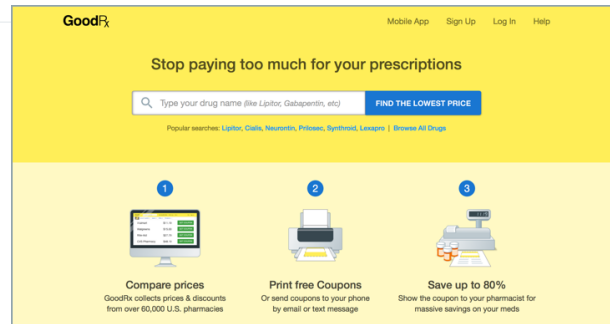 GoodRx
Mobile App Sign Up Log In Help
Stop paying too much for your prescriptions
Type your drug name (like Lipitor, Gabapentin, etc) FIND THE LOWEST PRICE
Popular searches: Lipitor, Cialis, Neurontin, Prilosec, Synthroid, Lexapro | Browse All Drugs
1
2
3
Compare prices
GoodRx collects prices & discounts
from over 60,000 U.S. pharmacies
Print free Coupons
Or send coupons to your phone
by email or text message
Save up to 80%
Show the coupon to your pharmacist for
massive savings on your meds